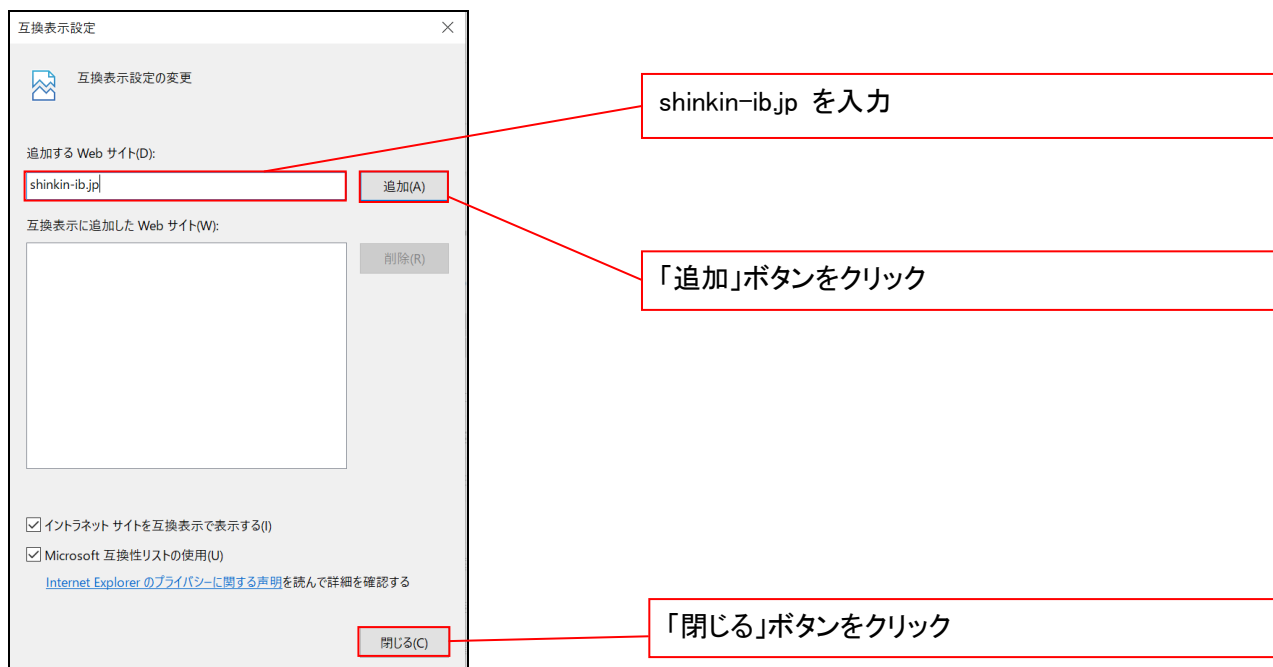 互換表示設定
互換表示設定の変更
shinkin-ib.jp を入力
追加する Web サイト(D):
shinkin-ib.jp
追加(A)
互換表示に追加した Web サイト(W):
削除(R)
「追加」ボタンをクリック
イントラネット サイトを互換表示で表示する(I)
Microsoft 互換性リストの使用(U)
Internet Explorer のプライバシーに関する声明を読んで詳細を確認する
「閉じる」ボタンをクリック
閉じる(C)